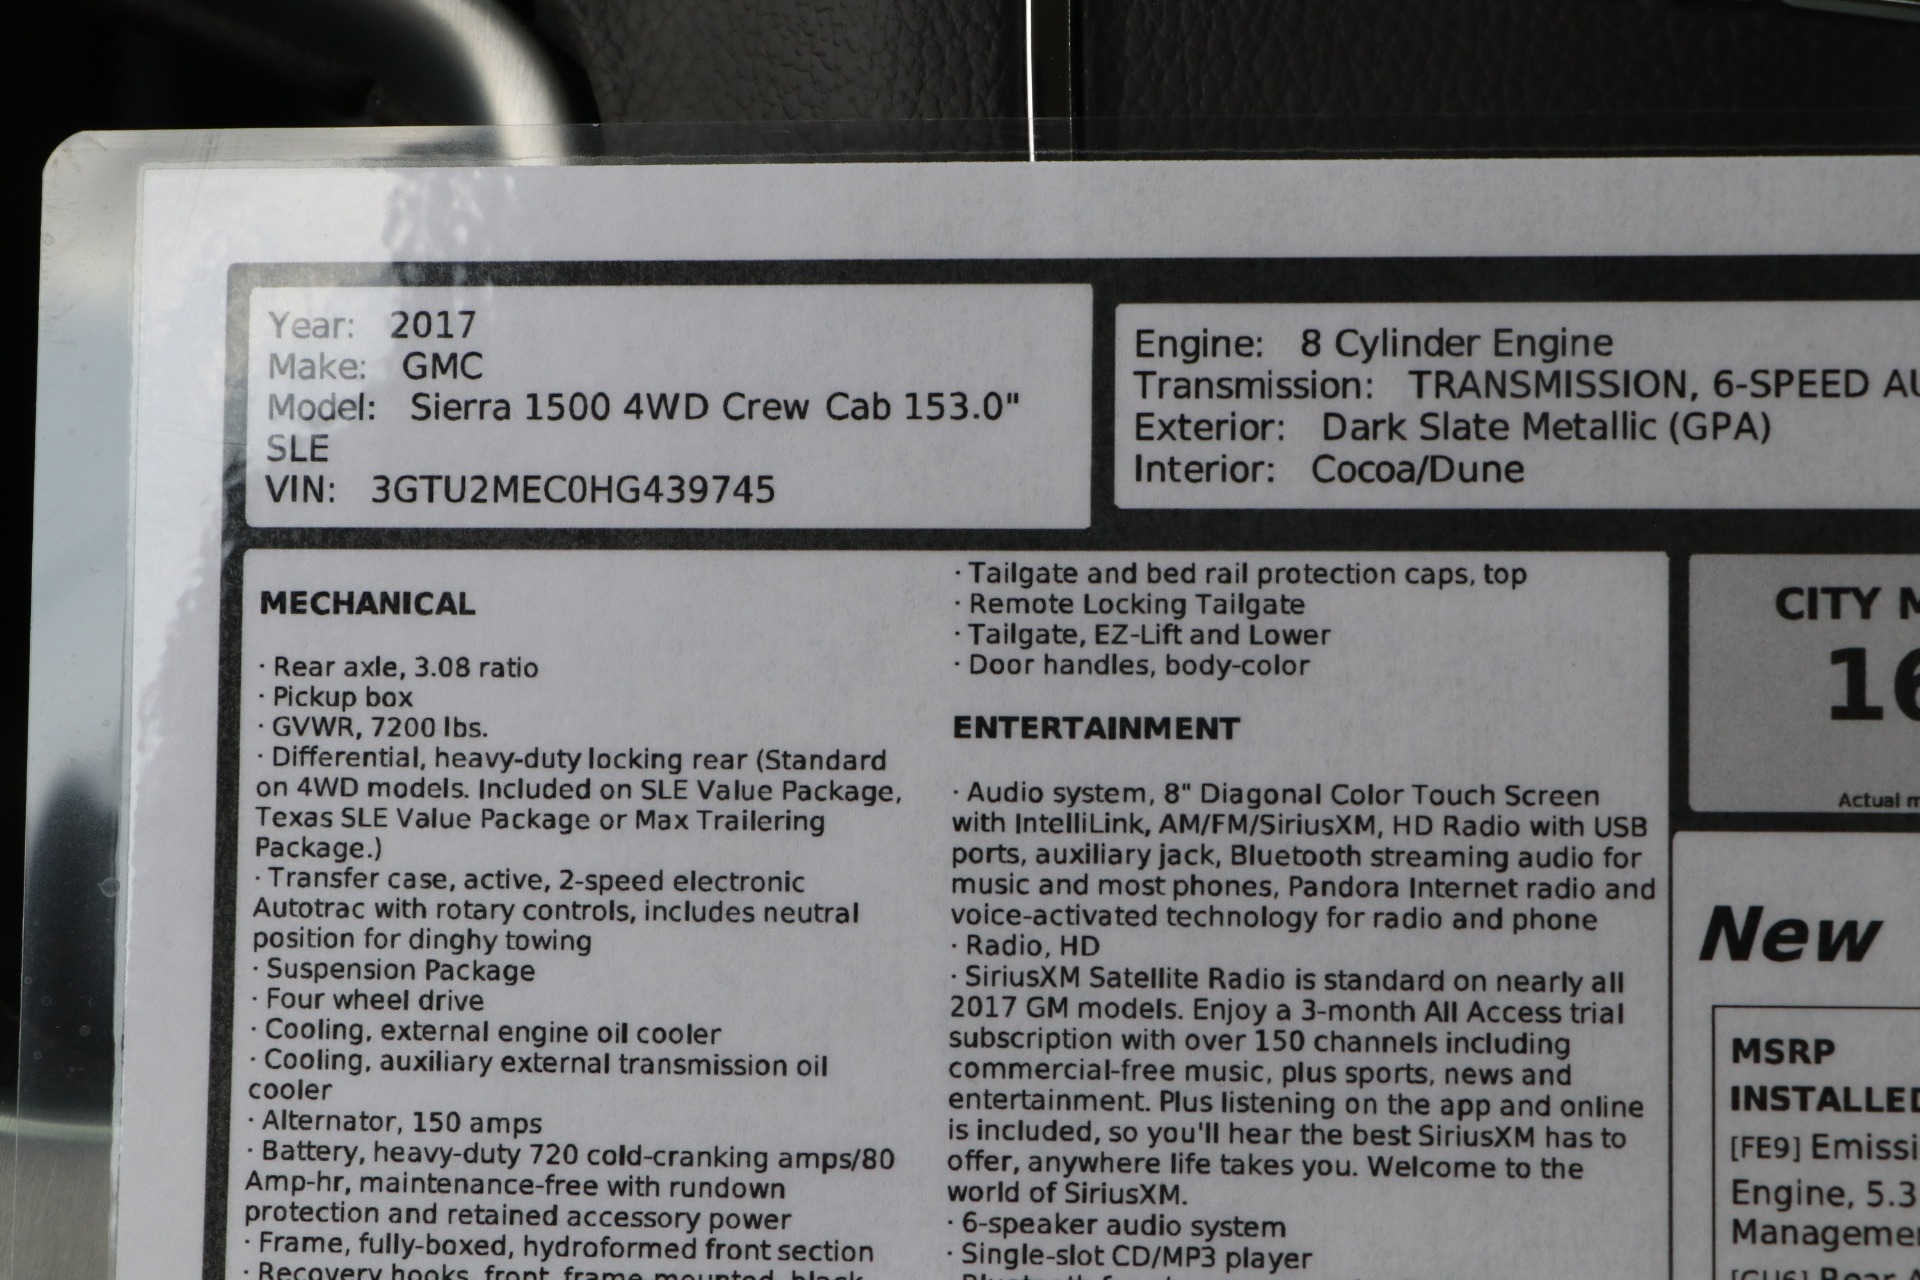 Year: 2017
Make: GMC
Model: Sierra 1500 4WD Crew Cab 153.0"
SLE
VIN: 3GTU2MEC0HG439745
Engine: 8 Cylinder Engine
Transmission: TRANSMISSION, 6-SPEED AU
Exterior: Dark Slate Metallic (GPA)
Interior: Cocoa/Dune
MECHANICAL
· Rear axle, 3.08 ratio
· Pickup box
· GVWR, 7200 lbs.
· Differential, heavy-duty locking rear (Standard
on 4WD models. Included on SLE Value Package,
Texas SLE Value Package or Max Trailering
Package.)
· Transfer case, active, 2-speed electronic
Autotrac with rotary controls, includes neutral
position for dinghy towing
· Suspension Package
· Four wheel drive
· Cooling, external engine oil cooler
· Cooling, auxiliary external transmission oil
cooler
· Alternator, 150 amps
· Battery, heavy-duty 720 cold-cranking amps/80
Amp-hr, maintenance-free with rundown
protection and retained accessory power
· Frame, fully-boxed, hydroformed front section
· Recovery hooks, front, frame-mounted, black
· Tailgate and bed rail protection caps, top
· Remote Locking Tailgate
· Tailgate, EZ-Lift and Lower
· Door handles, body-color
ENTERTAINMENT
· Audio system, 8" Diagonal Color Touch Screen
with IntelliLink, AM/FM/SiriusXM, HD Radio with USB
ports, auxiliary jack, Bluetooth streaming audio for
music and most phones, Pandora Internet radio and
voice-activated technology for radio and phone
· Radio, HD
· SiriusXM Satellite Radio is standard on nearly all
2017 GM models. Enjoy a 3-month All Access trial
subscription with over 150 channels including
commercial-free music, plus sports, news and
entertainment. Plus listening on the app and online
is included, so you'll hear the best SiriusXM has to
offer, anywhere life takes you. Welcome to the
world of SiriusXM.
· 6-speaker audio system
· Single-slot CD/MP3 player
CITY M
16
Actual m
New
MSRP
INSTALLED
[FE9] Emissi
Engine, 5.3
Managemen